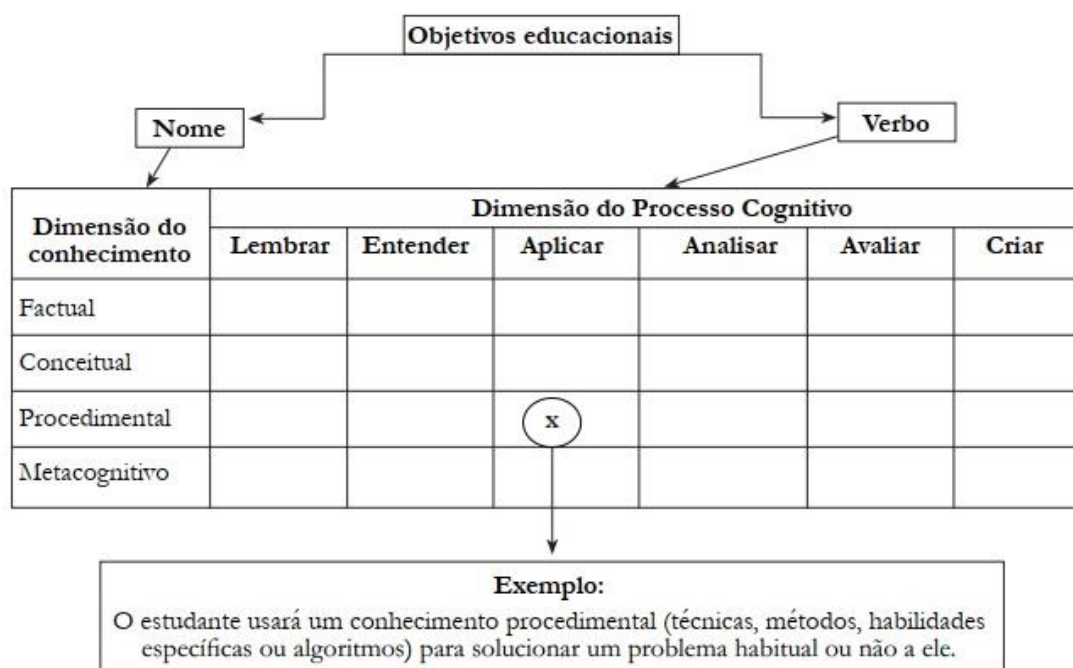 Objetivos educacionais
Nome
Verbo
Dimensão do
conhecimento
Dimensão do Processo Cognitivo
Lembrar Entender Aplicar Analisar Avaliar Criar
Factual
Conceitual
Procedimental x
Metacognitivo
Exemplo:
O estudante usará um conhecimento procedimental (técnicas, métodos, habilidades
específicas ou algoritmos) para solucionar um problema habitual ou não a ele.